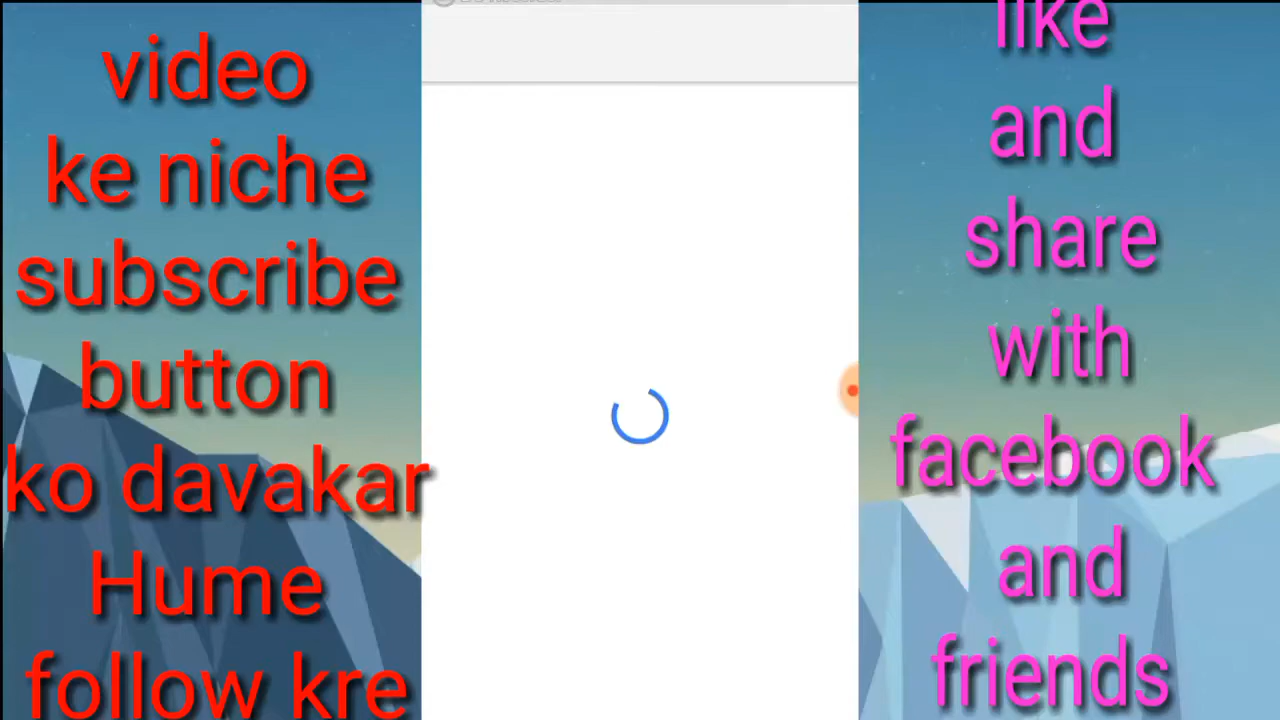 video
ke niche
subscribe
button
ko davakar
Hume
follow kre
like
and
share
with
facebook
and
friends